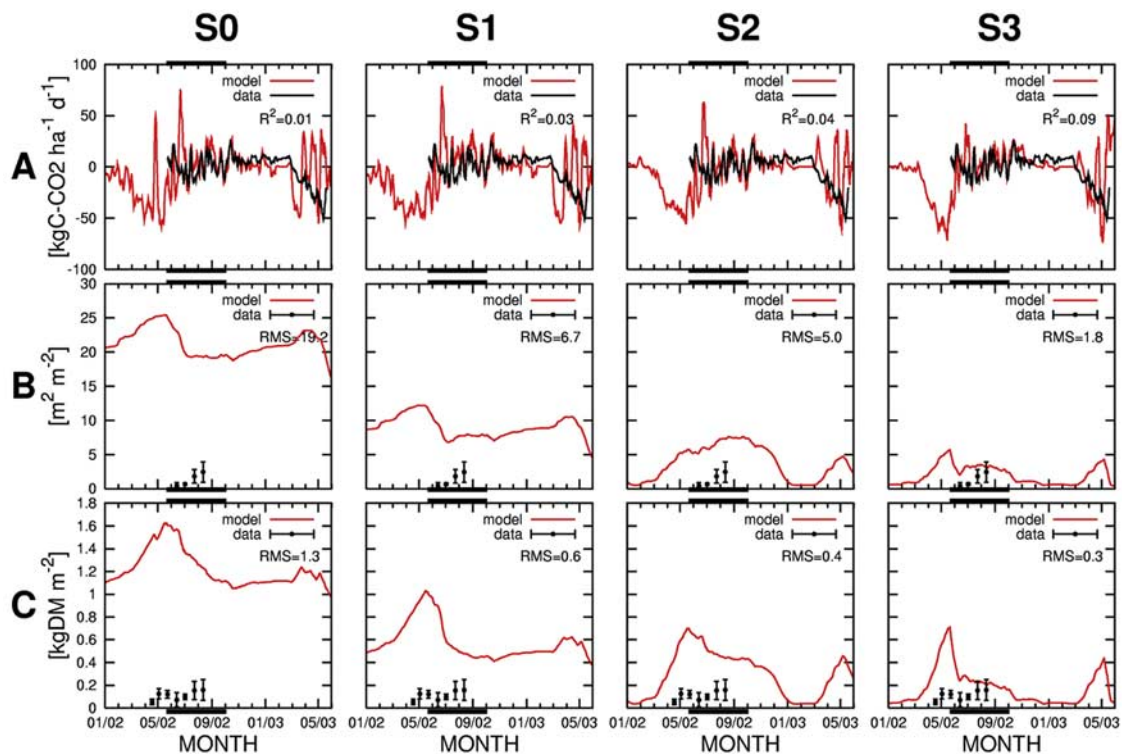 S0 S1 S2 S3
A
[kgC-CO2 ha-1 d-1]
100
50
0
-50
-100
model
data
R2=0.01
model
data
R2=0.03
model
data
R2=0.04
model
data
R2=0.09
B
[m2 m-2]
30
25
20
15
10
5
0
model
data
RMS=19.2
model
data
RMS=6.7
model
data
RMS=5.0
model
data
RMS=1.8
C
[kgDM m-2]
1.8
1.6
1.4
1.2
1
0.8
0.6
0.4
0.2
0
model
data
RMS=1.3
model
data
RMS=0.6
model
data
RMS=0.4
model
data
RMS=0.3
01/02 05/02 09/02 01/03 05/03
01/02 05/02 09/02 01/03 05/03
01/02 05/02 09/02 01/03 05/03
01/02 05/02 09/02 01/03 05/03
MONTH MONTH MONTH MONTH